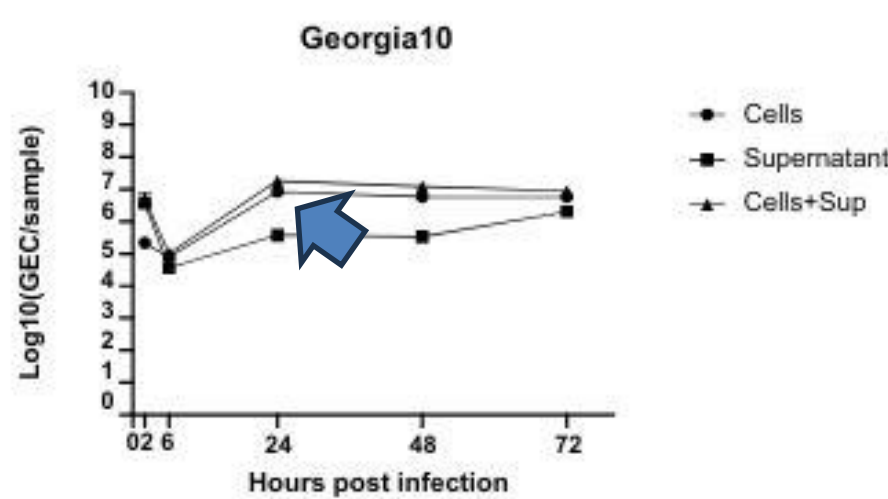 Georgia10
Log10(GEC/sample)
10
9
8
7
6
5
4
3
2
1
0
02 6 24 48 72
Hours post infection
Cells
Supernatant
Cells+Sup